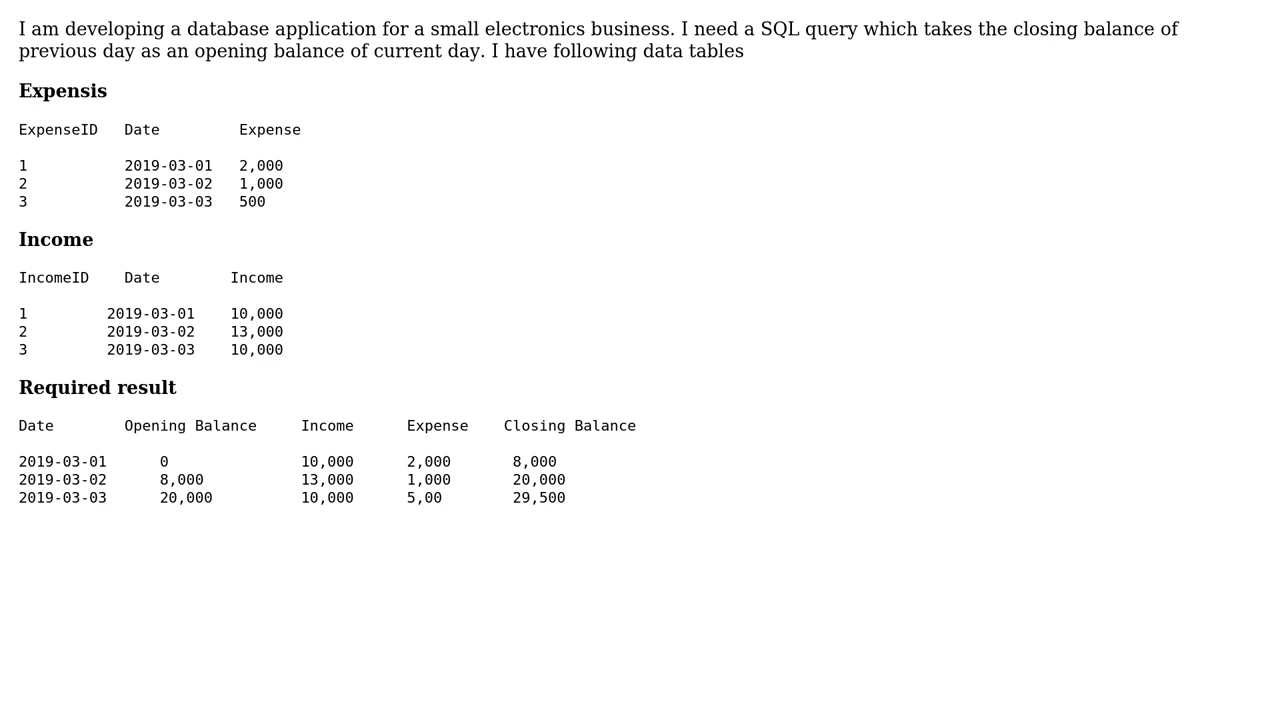 I am developing a database application for a small electronics business. I need a SQL query which takes the closing balance of
previous day as an opening balance of current day. I have following data tables
Expensis
ExpenseID   Date         Expense
1           2019-03-01   2,000
2           2019-03-02   1,000
3           2019-03-03   500
Income
IncomeID    Date        Income
1         2019-03-01    10,000
2         2019-03-02    13,000
3         2019-03-03    10,000
Required result
Date        Opening Balance     Income      Expense    Closing Balance
2019-03-01      0               10,000      2,000       8,000
2019-03-02      8,000           13,000      1,000       20,000
2019-03-03      20,000          10,000      5,00        29,500